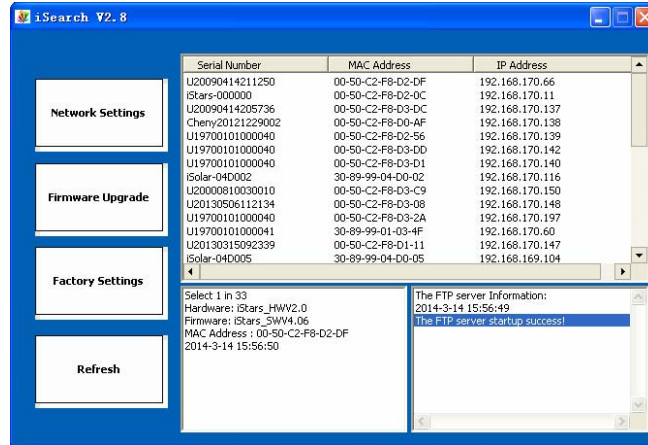 iSearch V2.8
Serial Number MAC Address IP Address
U20090414211250 00-50-C2-F8-D2-DF 192.168.170.66
iStars-000000 00-50-C2-F8-D2-0C 192.168.170.11
U20090414205736 00-50-C2-F8-D3-DC 192.168.170.137
Cheny20121229002 00-50-C2-F8-D0-AF 192.168.170.138
U19700101000040 00-50-C2-F8-D2-56 192.168.170.139
U19700101000040 00-50-C2-F8-D3-DD 192.168.170.142
U19700101000040 00-50-C2-F8-D3-D1 192.168.170.140
iSolar-04D002 30-89-99-04-D0-02 192.168.170.116
U20000810030010 00-50-C2-F8-D3-C9 192.168.170.150
U20130506112134 00-50-C2-F8-D3-08 192.168.170.148
U19700101000040 00-50-C2-F8-D3-2A 192.168.170.197
U19700101000041 30-89-99-01-03-4F 192.168.170.60
U20130315092339 00-50-C2-F8-D1-11 192.168.170.147
iSolar-04D005 30-89-99-04-D0-05 192.168.169.104
Network Settings
Firmware Upgrade
Factory Settings
Refresh
Select 1 in 33
Hardware: iStars_HWV2.0
Firmware: iStars_SWV4.06
MAC Address : 00-50-C2-F8-D2-DF
2014-3-14 15:56:50
The FTP server Information:
2014-3-14 15:56:49
The FTP server startup success!